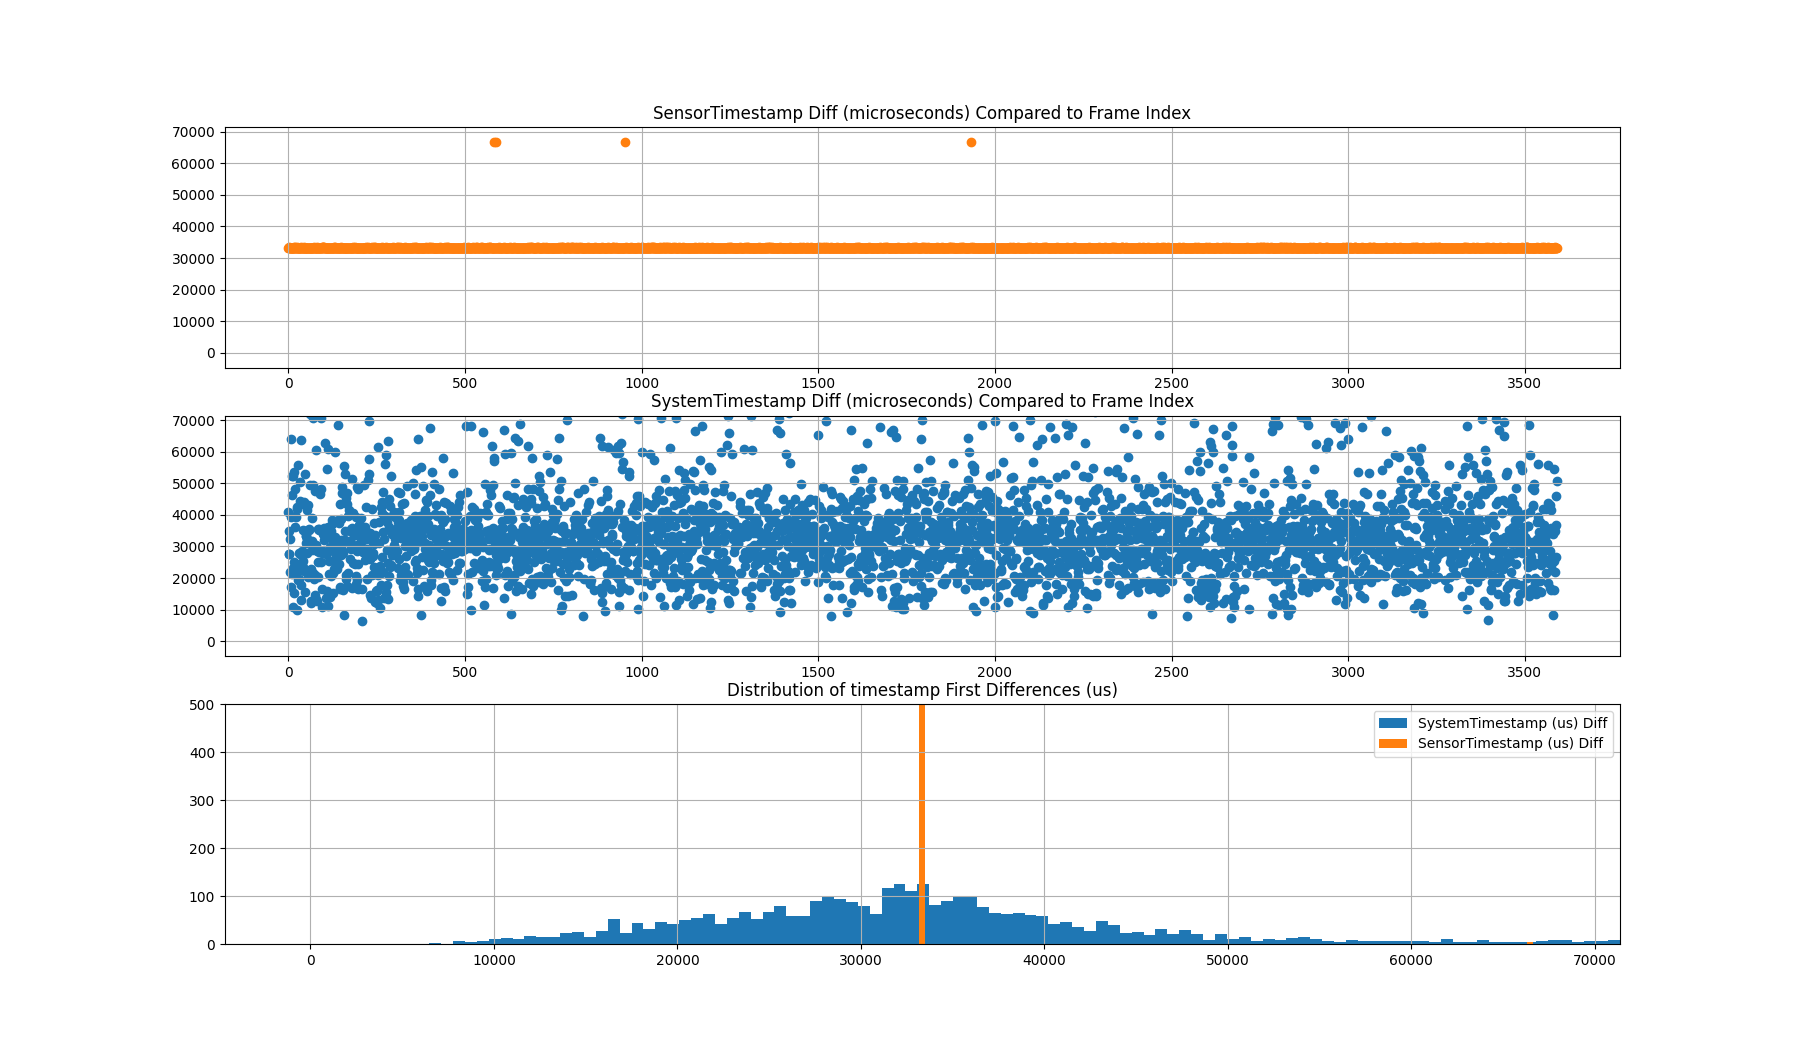 SensorTimestamp Diff (microseconds) Compared to Frame Index
70000
60000
50000
40000
30000
20000
10000
0
0 500 1000 1500 2000 2500 3000 3500
SystemTimestamp Diff (microseconds) Compared to Frame Index
70000
60000
50000
40000
30000
20000
10000
0
0 500 1000 1500 2000 2500 3000 3500
Distribution of timestamp First Differences (us)
500
SystemTimestamp (us) Diff
SensorTimestamp (us) Diff
400
300
200
100
0
0 10000 20000 30000 40000 50000 60000 70000